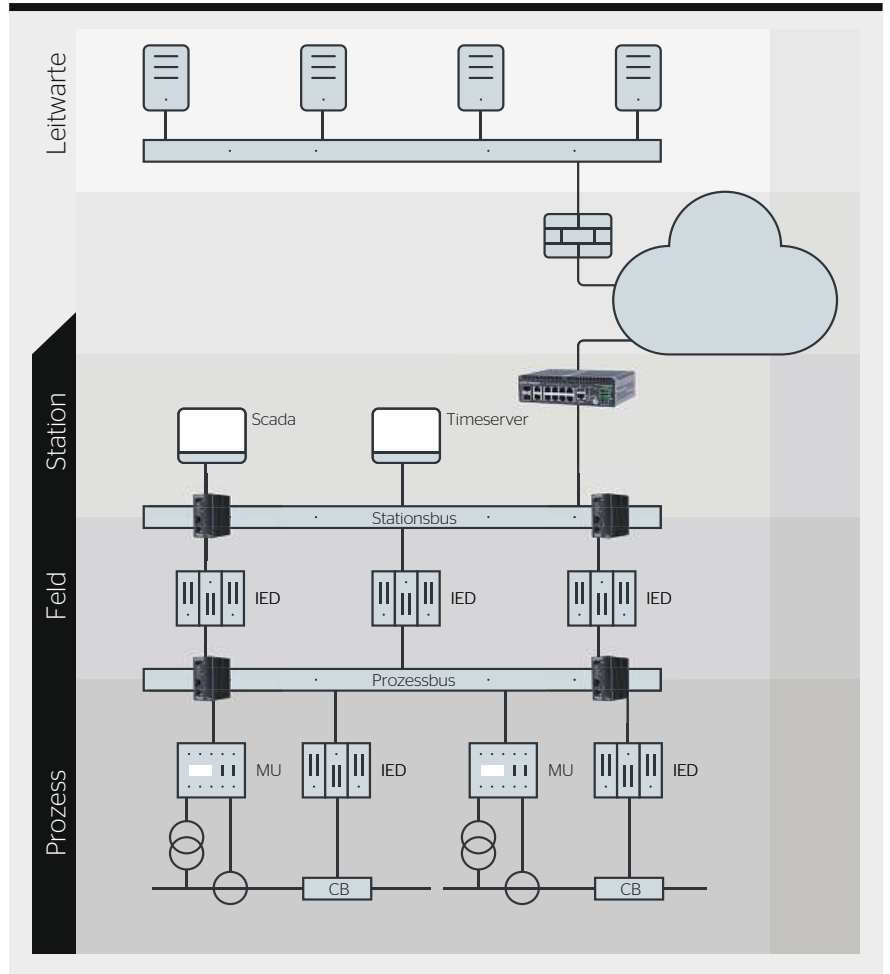 Leitwarte
Station
Scada
Timeserver
Stationsbus
Feld
IED
IED
IED
Prozessbus
Prozess
MU
IED
MU
IED
CB
CB